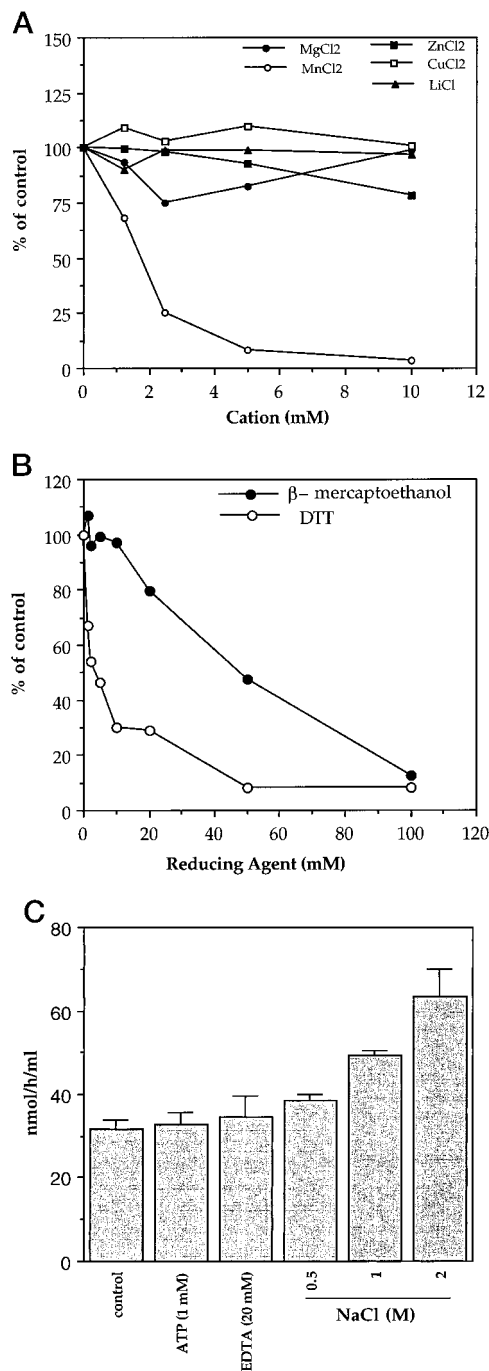 A
150
125
100
75
50
25
0
% of control
MgCl2
MnCl2
ZnCl2
CuCl2
LiCl
0 2 4 6 8 10 12
Cation (mM)
B
120
100
80
60
40
20
0
% of control
β– mercaptoethanol
DTT
0 20 40 60 80 100 120
Reducing Agent (mM)
C
80
60
40
20
0
nmol/h/ml
control
ATP (1 mM)
EDTA (20 mM)
0.5
1
2
NaCl (M)